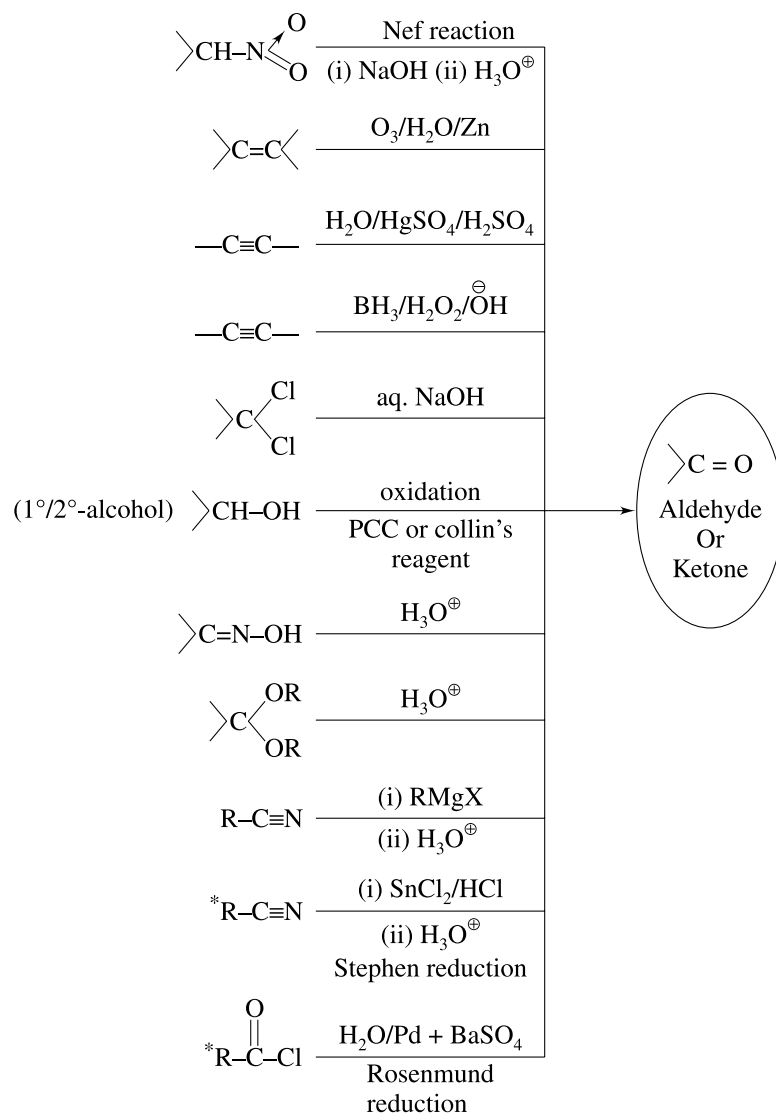 O
Nef reaction
CH–N
O
(i) NaOH (ii) H₃O⊕
O₃/H₂O/Zn
C=C
H₂O/HgSO₄/H₂SO₄
—C≡C—
BH₃/H₂O₂/O⊖H
—C≡C—
Cl
aq. NaOH
C
Cl
C = O
Aldehyde
Or
Ketone
(1°/2°-alcohol) CH–OH
oxidation
PCC or collin's
reagent
C=N–OH
H₃O⊕
OR
H₃O⊕
C
OR
R–C≡N
(i) RMgX
(ii) H₃O⊕
*R–C≡N
(i) SnCl₂/HCl
(ii) H₃O⊕
Stephen reduction
O
*R–C–Cl
H₂O/Pd + BaSO₄
Rosenmund
reduction